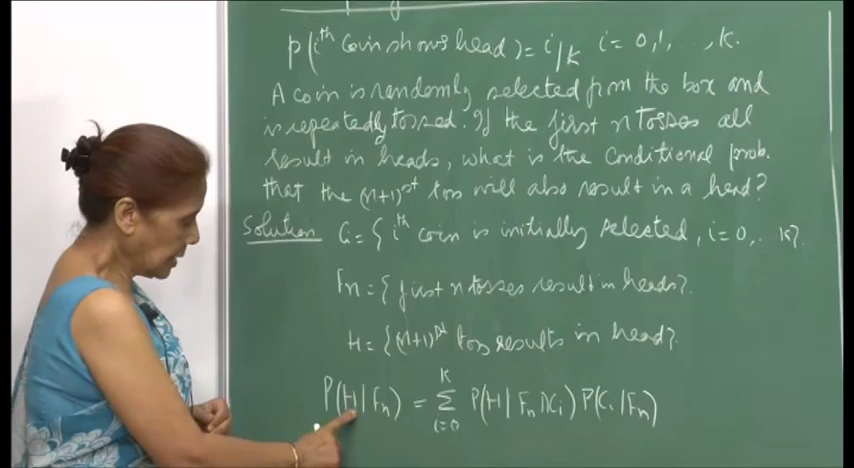 P(ith coin shows head) = i/k i = 0, 1, ..., k.
A coin is randomly selected from the box and
is repeatedly tossed. If the first n tosses all
result in heads, what is the conditional prob.
that the (n+1)st toss will also result in a head?
Solution Ci = { ith coin is initially selected, i = 0, .. k}.
Fn = { first n tosses result in heads}.
H = { (n+1)st toss results in head}.
P(H | Fn) = Σ_{i=0}^{K} P(H | Fn ∩ Ci) P(Ci | Fn)